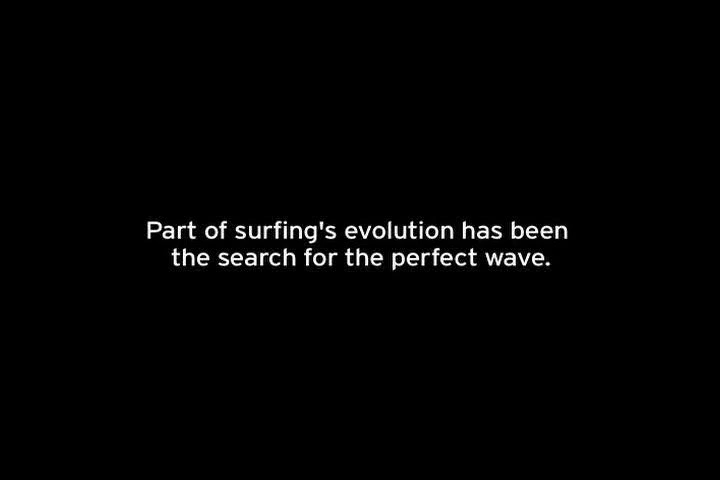 Part of surfing's evolution has been
the search for the perfect wave.